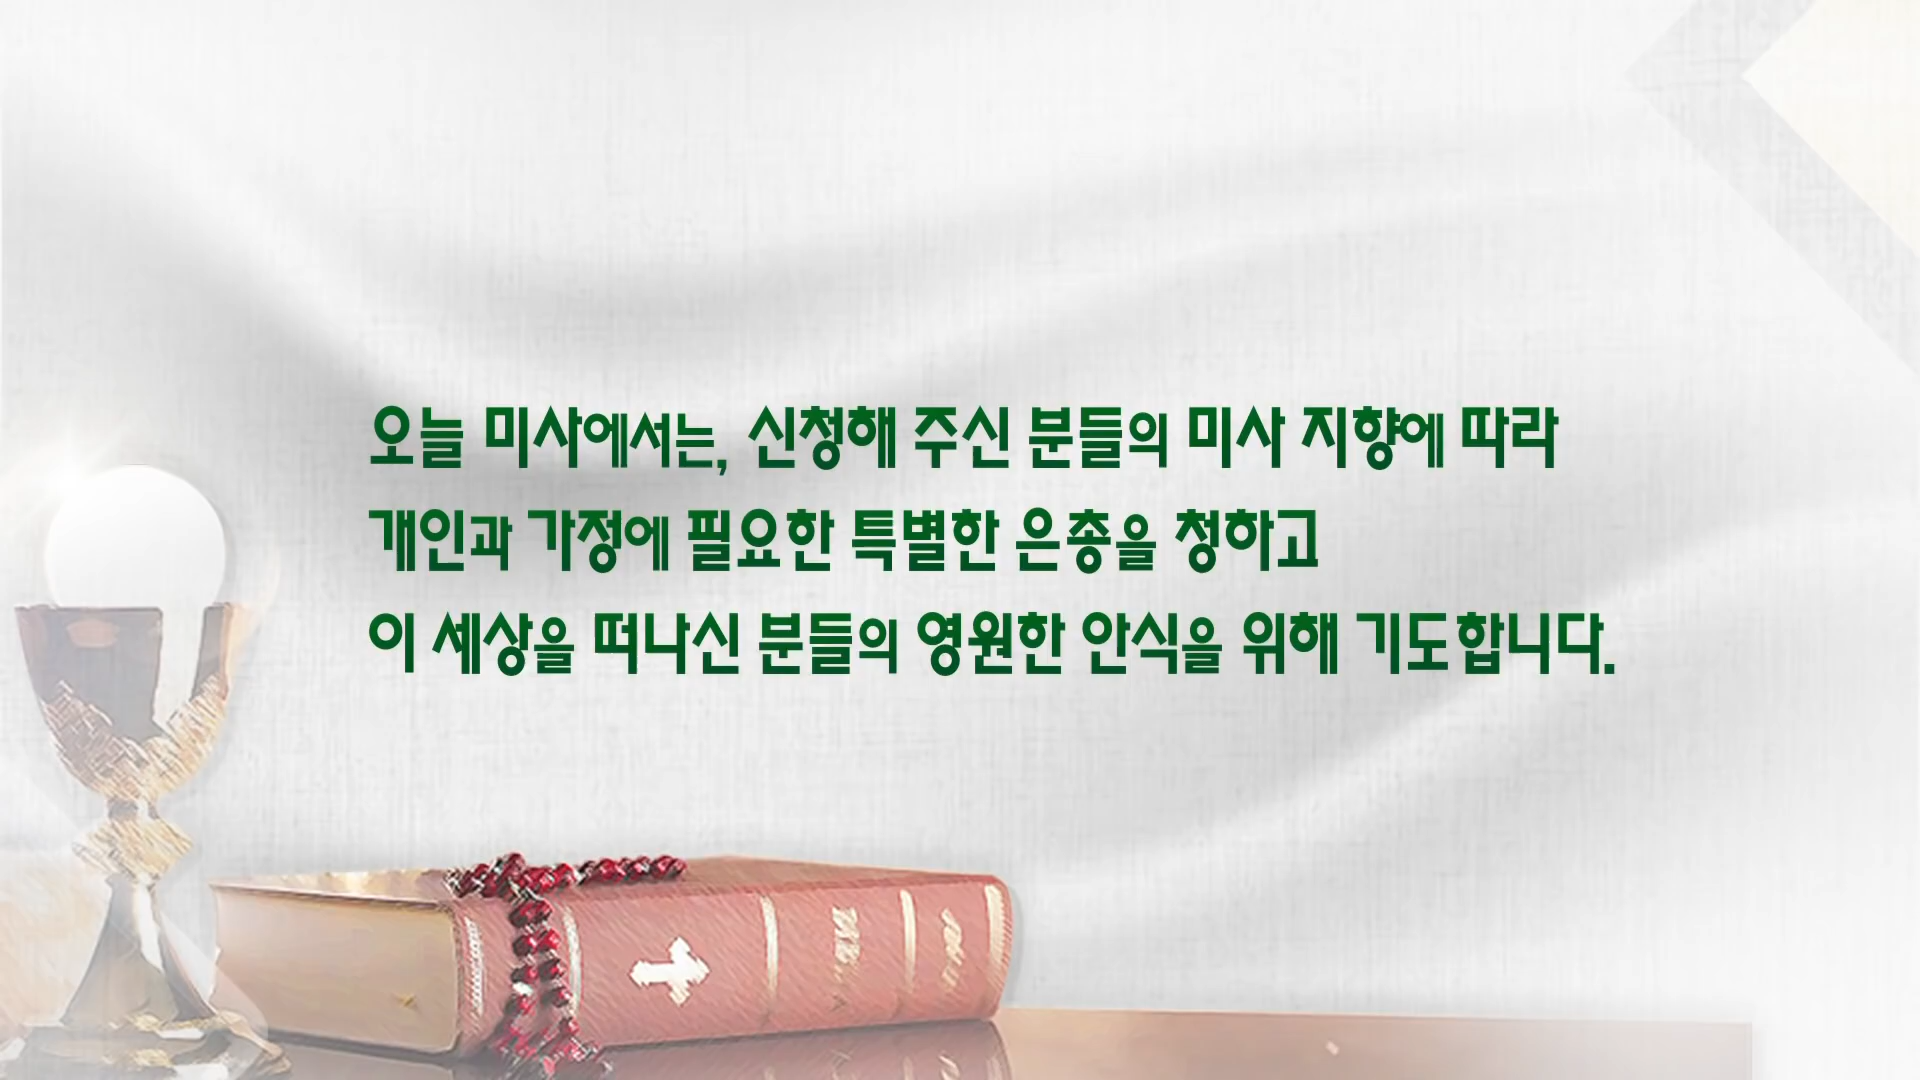 오늘 미사에서는, 신청해 주신 분들의 미사 지향에 따라
개인과 가정에 필요한 특별한 은총을 청하고
이 세상을 떠나신 분들의 영원한 안식을 위해 기도합니다.